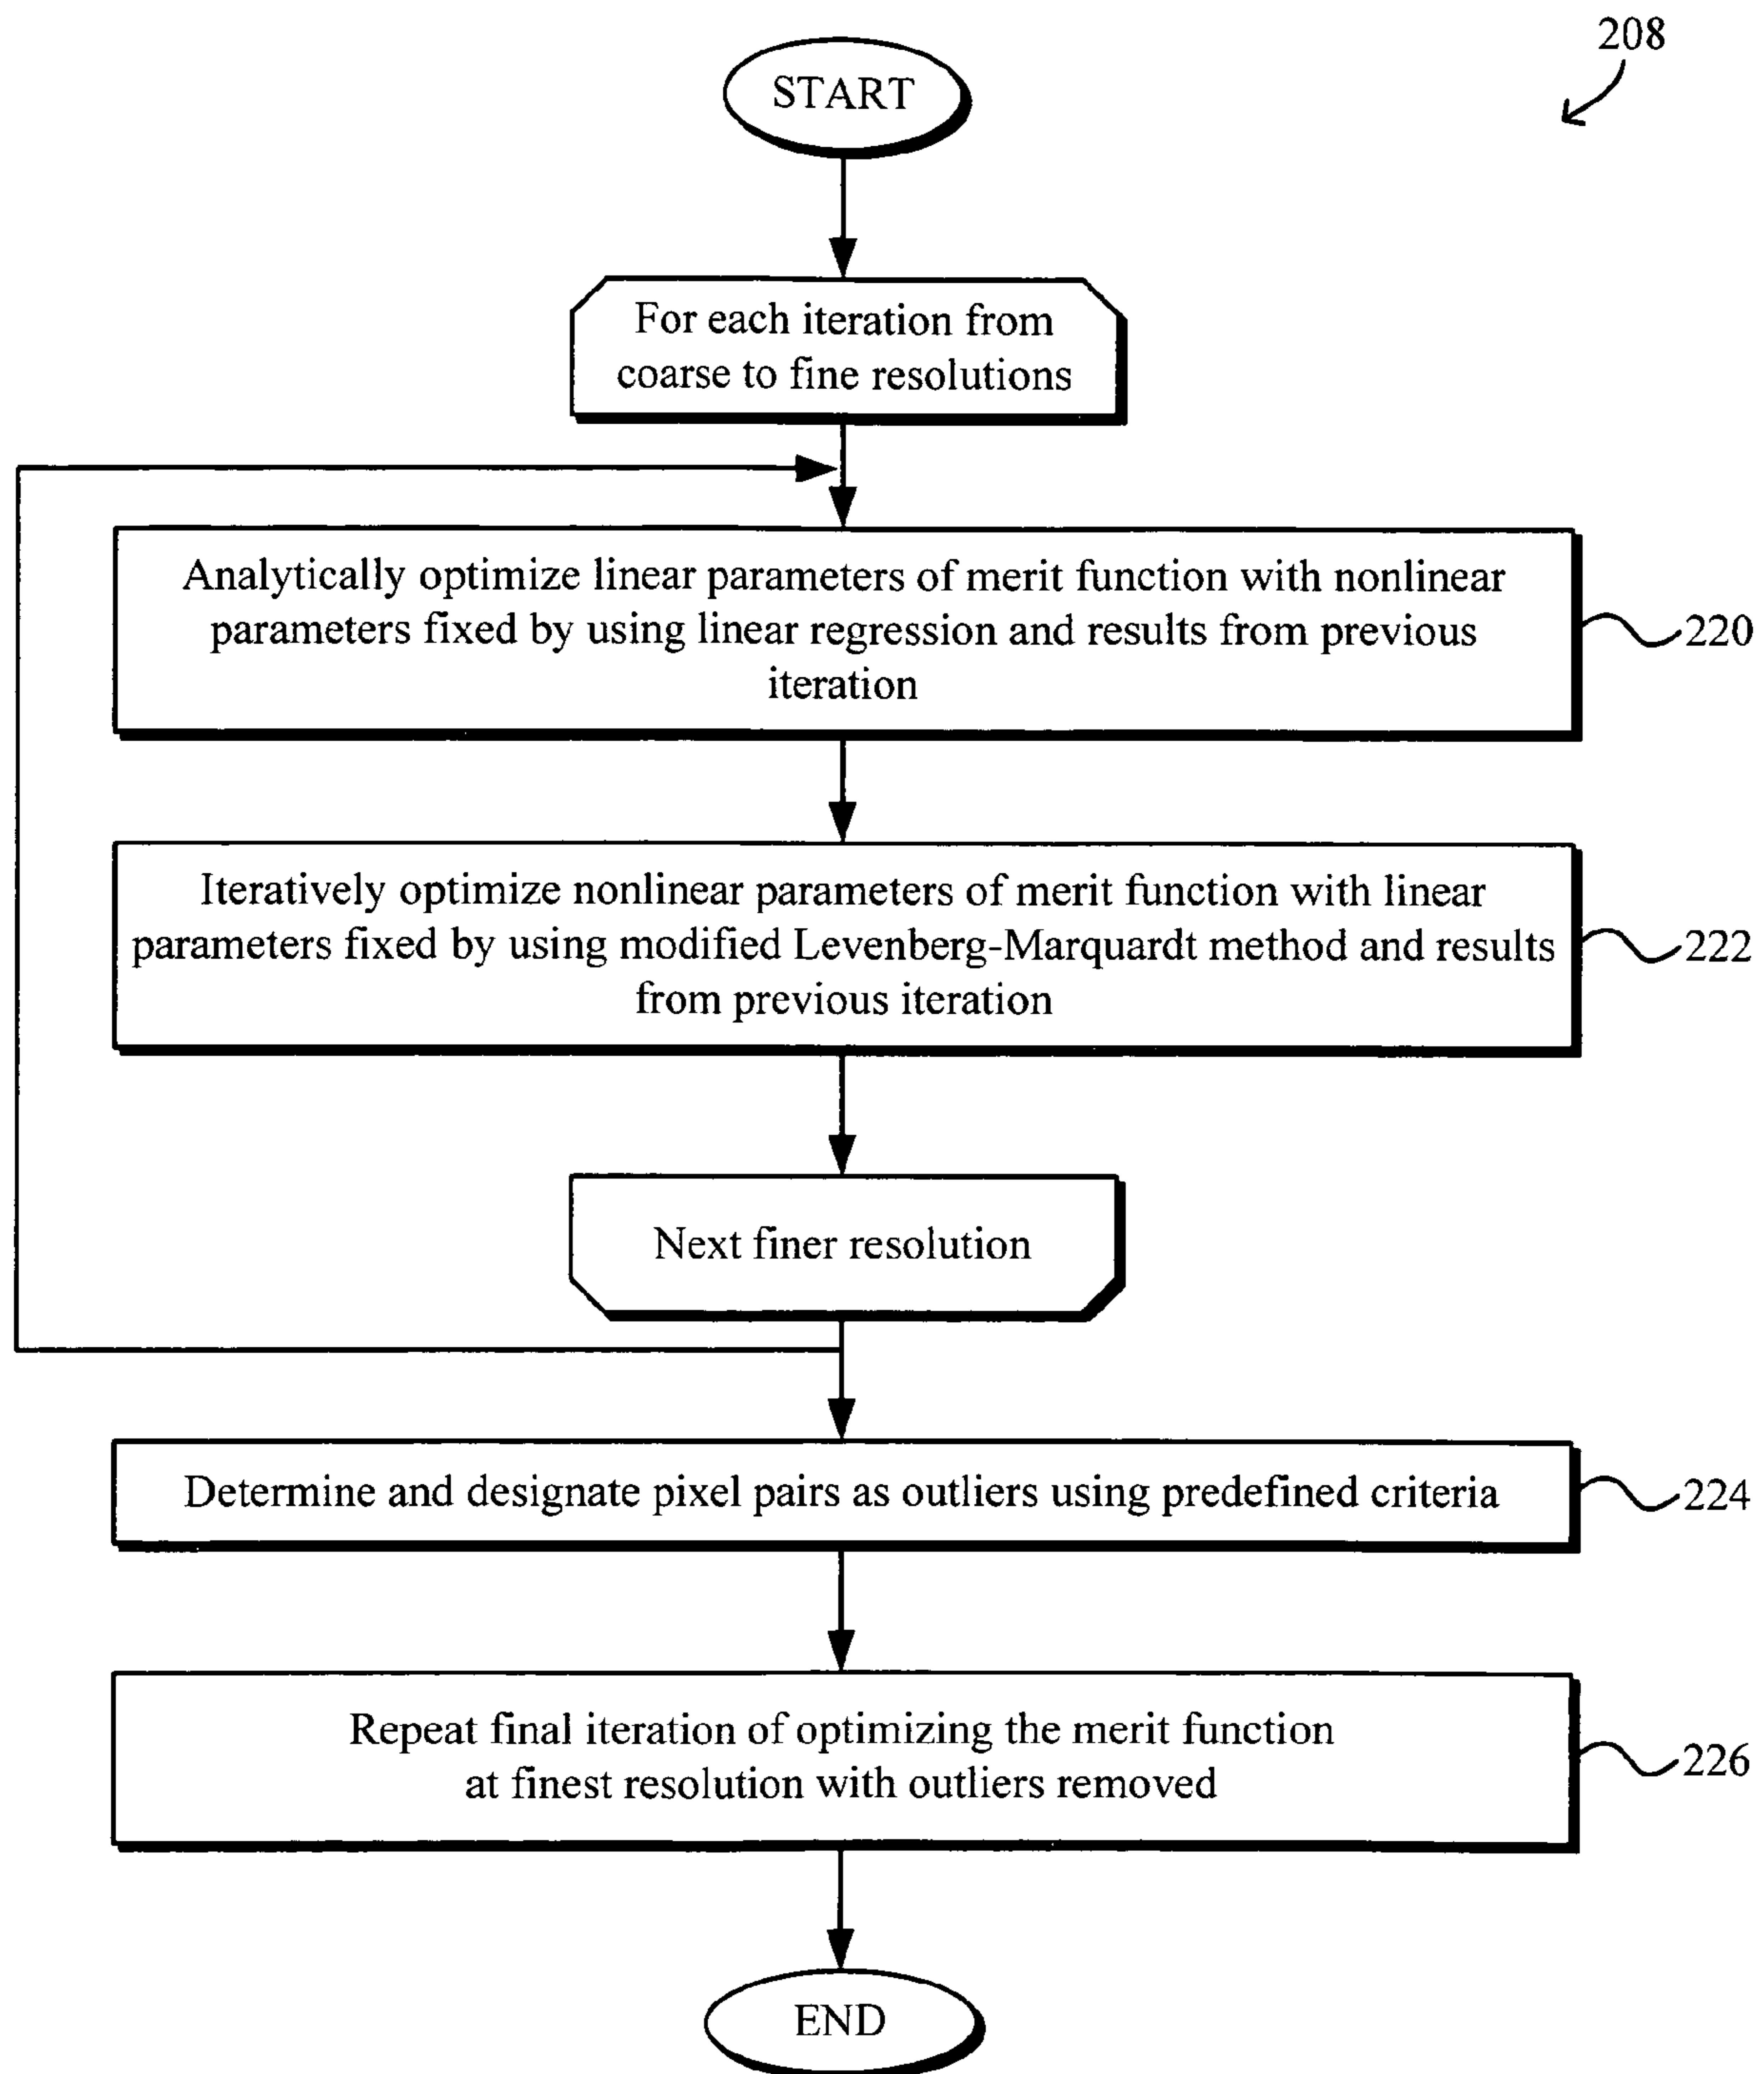 208
START
For each iteration from
coarse to fine resolutions
Analytically optimize linear parameters of merit function with nonlinear
parameters fixed by using linear regression and results from previous
iteration
220
Iteratively optimize nonlinear parameters of merit function with linear
parameters fixed by using modified Levenberg-Marquardt method and results
from previous iteration
222
Next finer resolution
Determine and designate pixel pairs as outliers using predefined criteria
224
Repeat final iteration of optimizing the merit function
at finest resolution with outliers removed
226
END